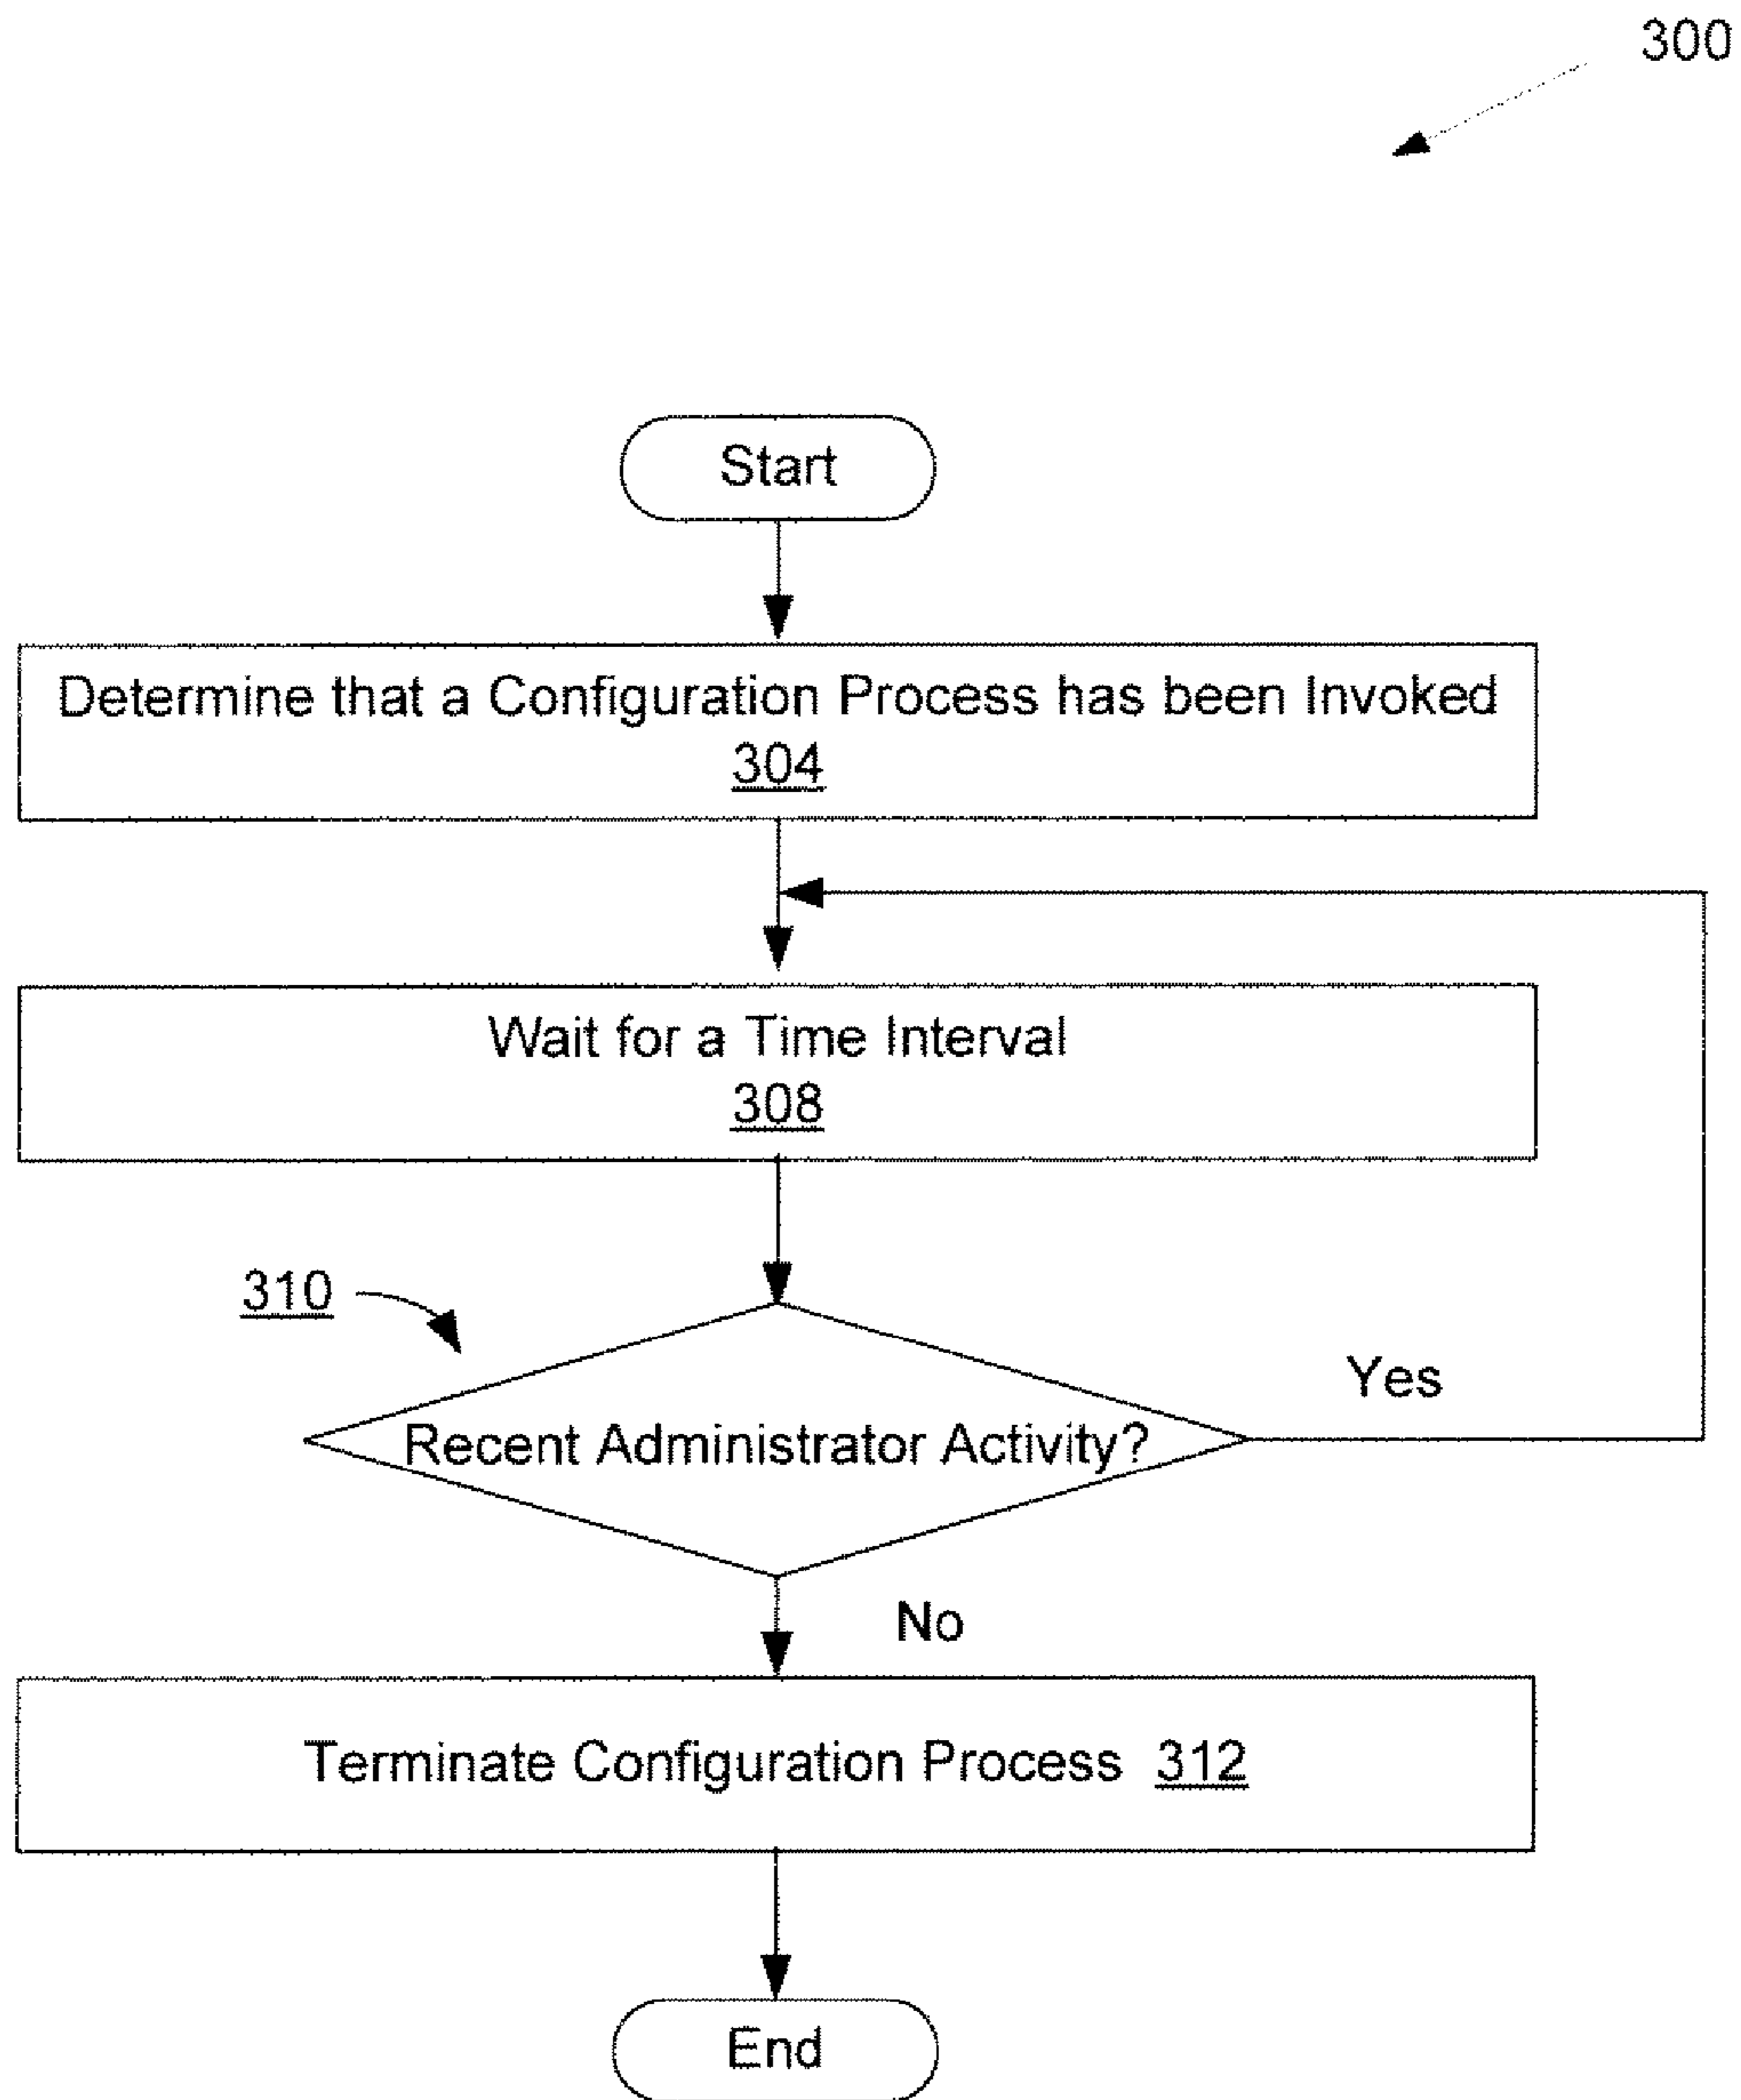 300
Start
Determine that a Configuration Process has been Invoked
304
Wait for a Time Interval
308
310
Yes
Recent Administrator Activity?
No
Terminate Configuration Process 312
End